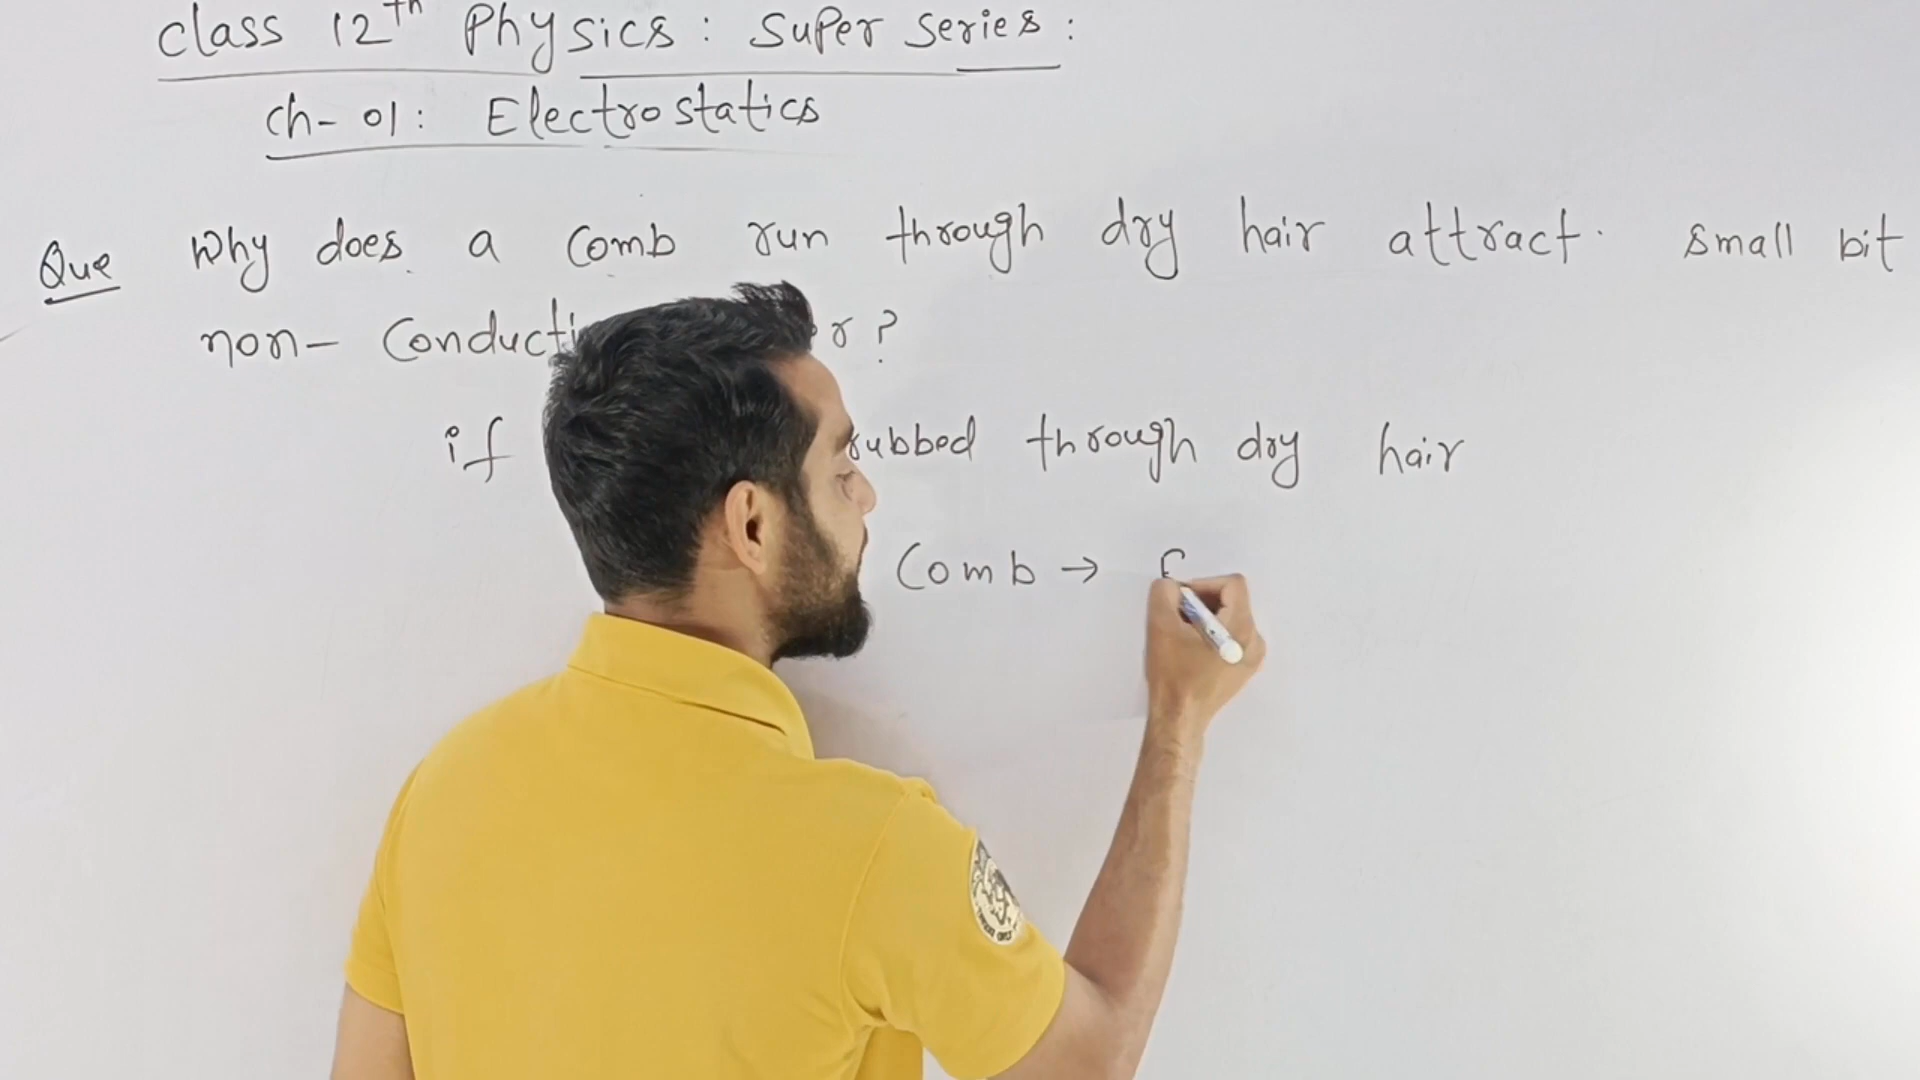 class 12th Physics: Super Series:
Ch-01: Electrostatics
Que Why does a Comb run through dry hair attract. small bit
non- Conducti r?
if rubbed through dry hair
Comb →